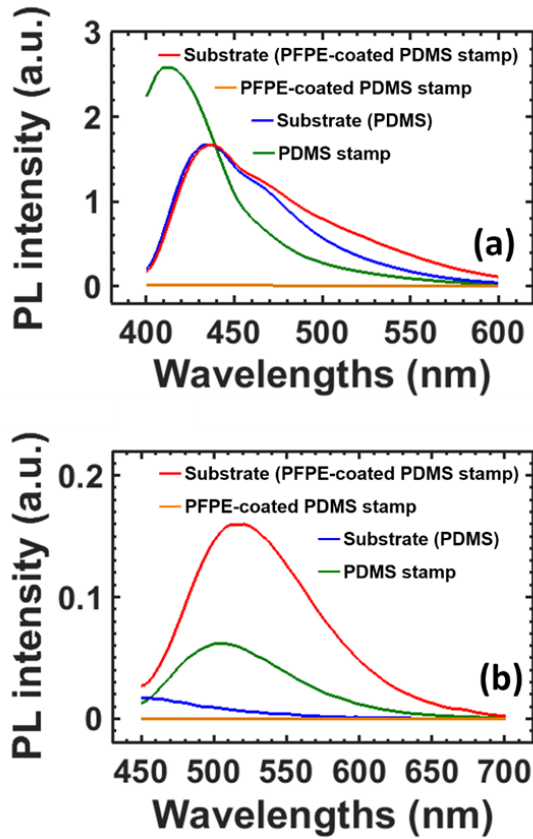 3
Substrate (PFPE-coated PDMS stamp)
PFPE-coated PDMS stamp
2
Substrate (PDMS)
PDMS stamp
1
(a)
0
PL intensity (a.u.)
400 450 500 550 600
Wavelengths (nm)
0.2
Substrate (PFPE-coated PDMS stamp)
PFPE-coated PDMS stamp
Substrate (PDMS)
PDMS stamp
0.1
(b)
0
PL intensity (a.u.)
450 500 550 600 650 700
Wavelengths (nm)